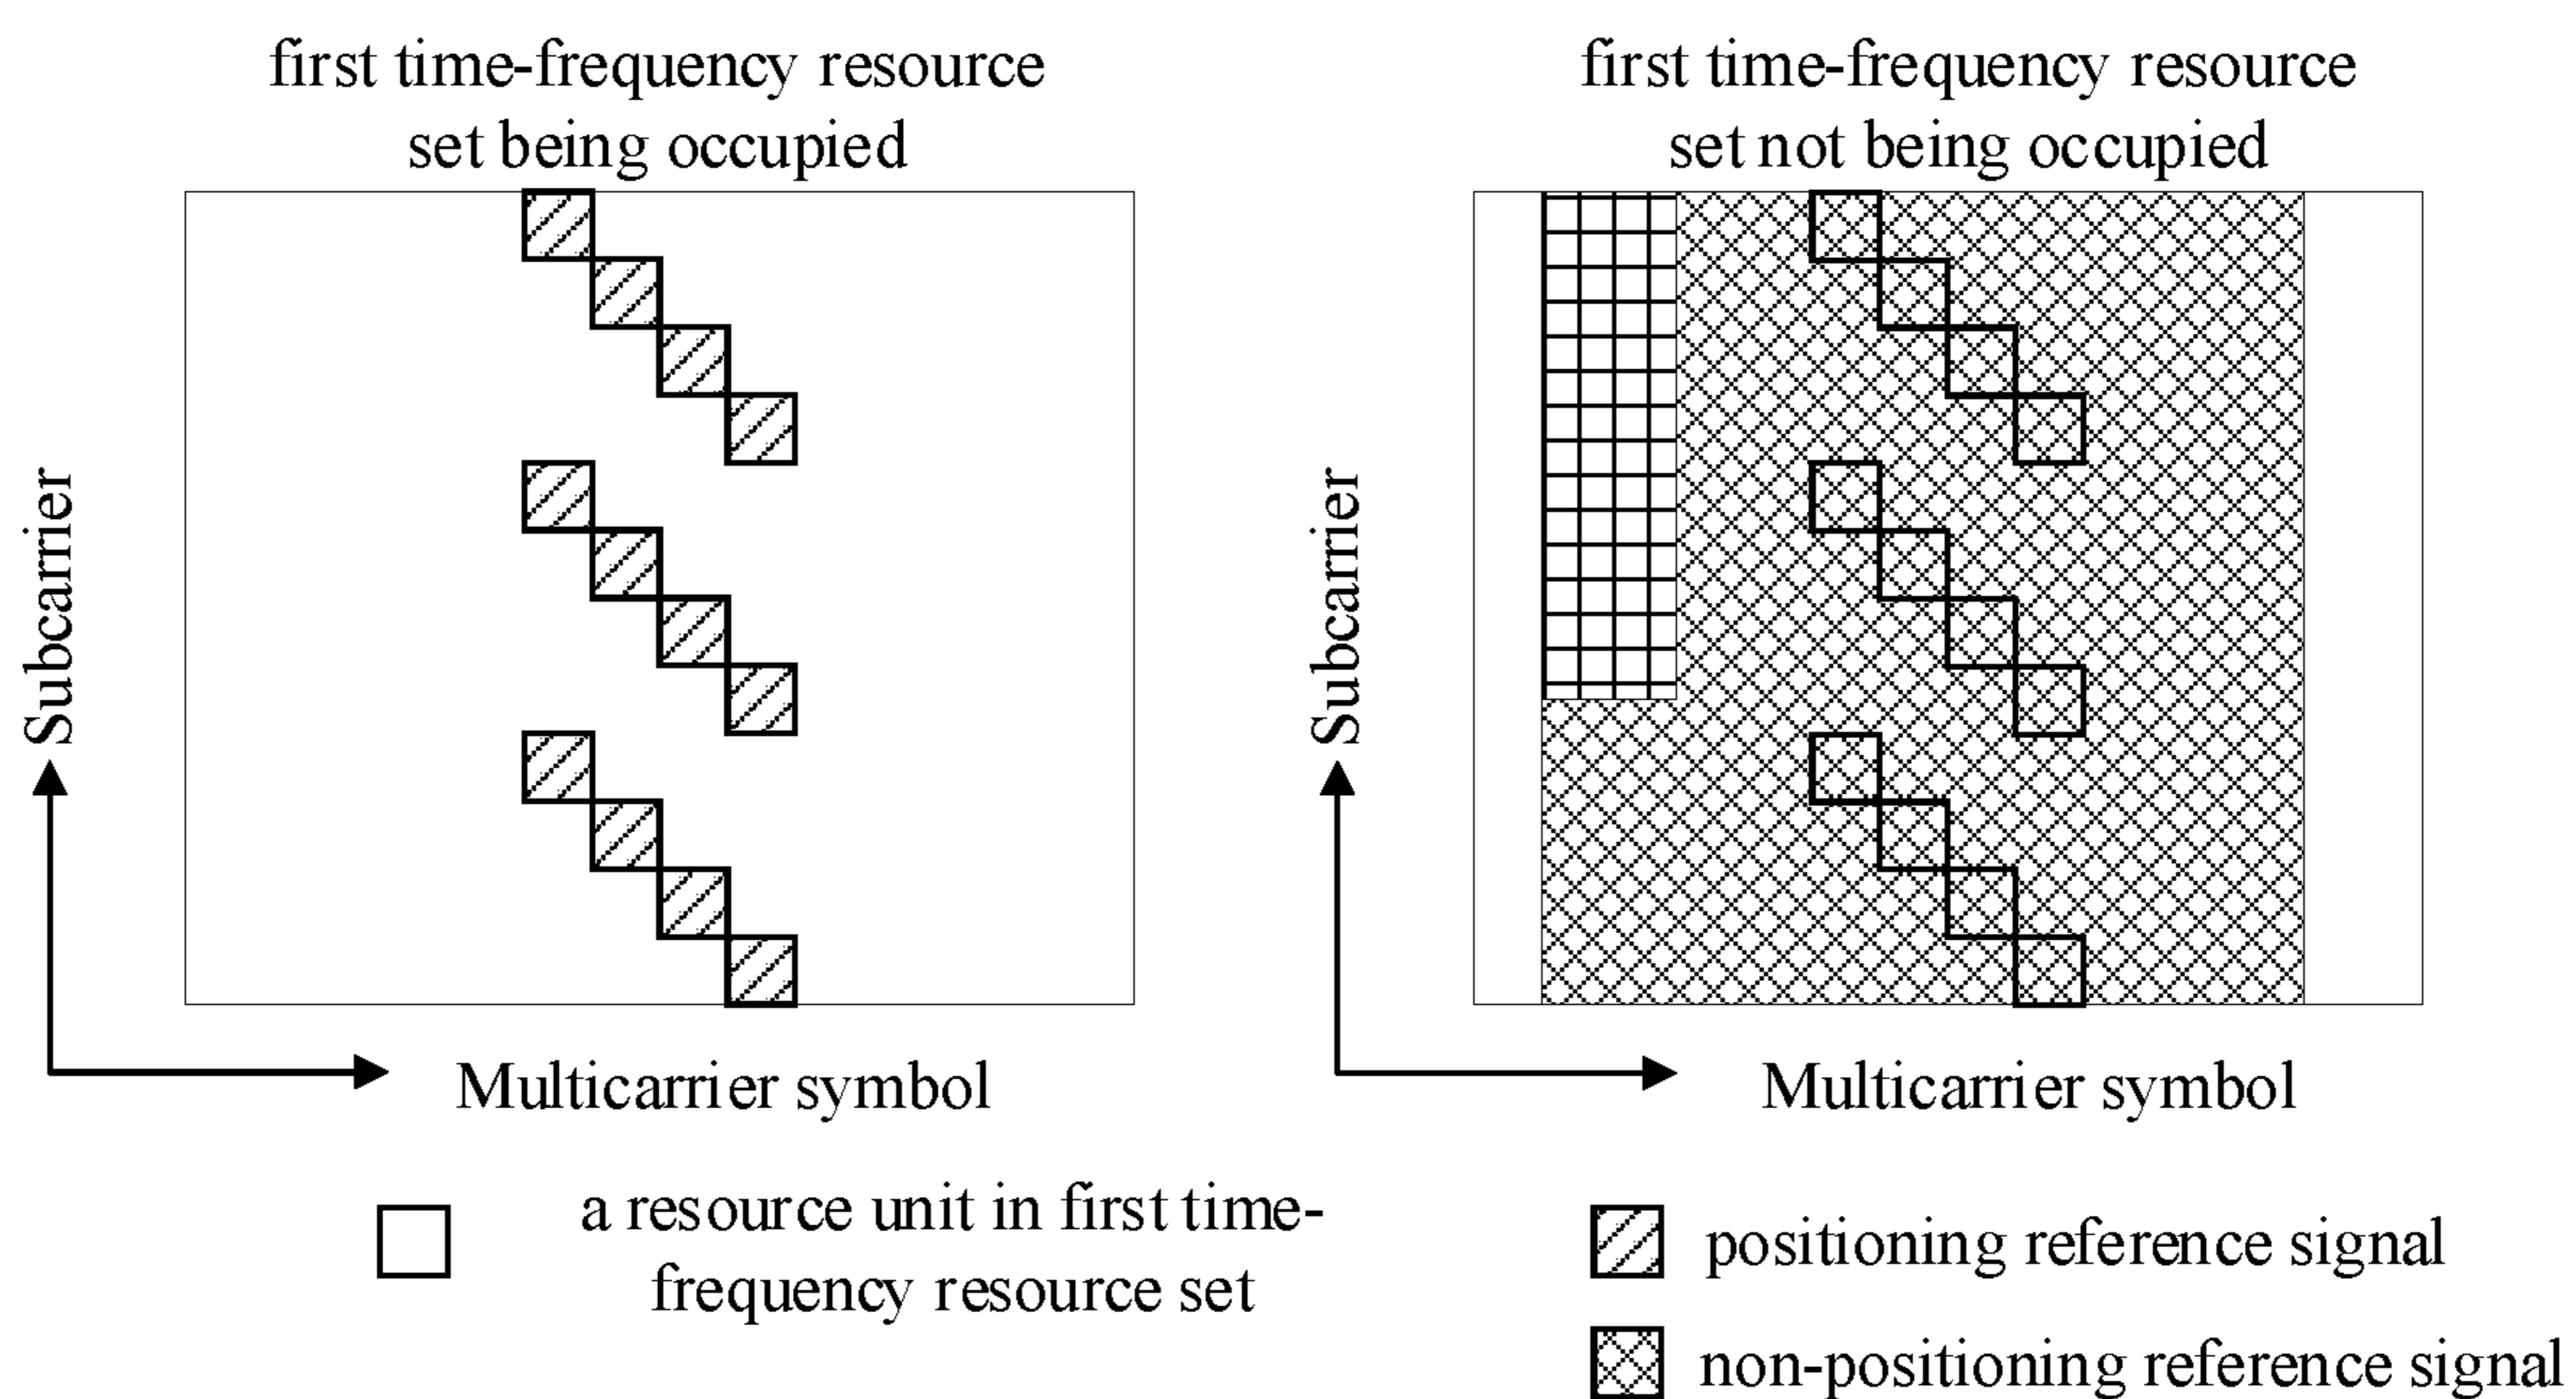 first time-frequency resource
set being occupied
first time-frequency resource
set not being occupied
Subcarrier
Subcarrier
Multicarrier symbol
Multicarrier symbol
a resource unit in first time-
frequency resource set
positioning reference signal
non-positioning reference signal